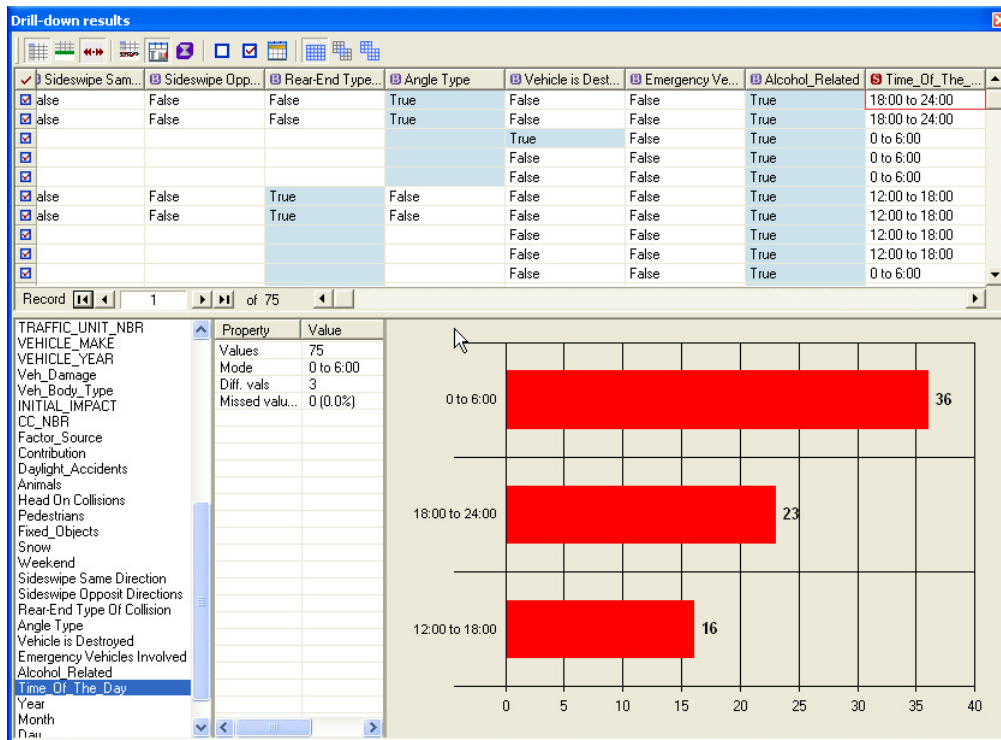 Drill-down results
Sideswipe Sam... Sideswipe Opp... Rear-End Type... Angle Type Vehicle is Dest... Emergency Ve... Alcohol_Related Time_Of_The_...
alse False False True False False True 18:00 to 24:00
alse False False True False False True 18:00 to 24:00
True False True 0 to 6:00
False False True 0 to 6:00
False False True 0 to 6:00
alse False True False False False True 12:00 to 18:00
alse False True False False False True 12:00 to 18:00
False False True 12:00 to 18:00
False False True 12:00 to 18:00
False False True 0 to 6:00
Record 1 of 75
TRAFFIC_UNIT_NBR
VEHICLE_MAKE
VEHICLE_YEAR
Veh_Damage
Veh_Body_Type
INITIAL_IMPACT
CC_NBR
Factor_Source
Contribution
Daylight_Accidents
Animals
Head On Collisions
Pedestrians
Fixed_Objects
Snow
Weekend
Sideswipe Same Direction
Sideswipe Opposit Directions
Rear-End Type Of Collision
Angle Type
Vehicle is Destroyed
Emergency Vehicles Involved
Alcohol_Related
Time_Of_The_Day
Year
Month
Day
Property Value
Values 75
Mode 0 to 6:00
Diff. vals 3
Missed valu... 0 (0.0%)
0 to 6:00 36
18:00 to 24:00 23
12:00 to 18:00 16
0 5 10 15 20 25 30 35 40